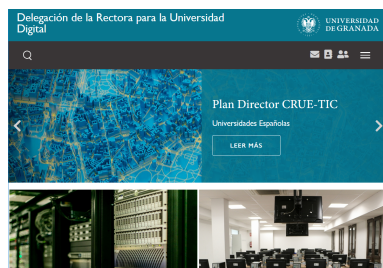 Delegación de la Rectora para la Universidad
Digital
UNIVERSIDAD
DE GRANADA
Plan Director CRUE-TIC
Universidades Españolas
LEER MÁS